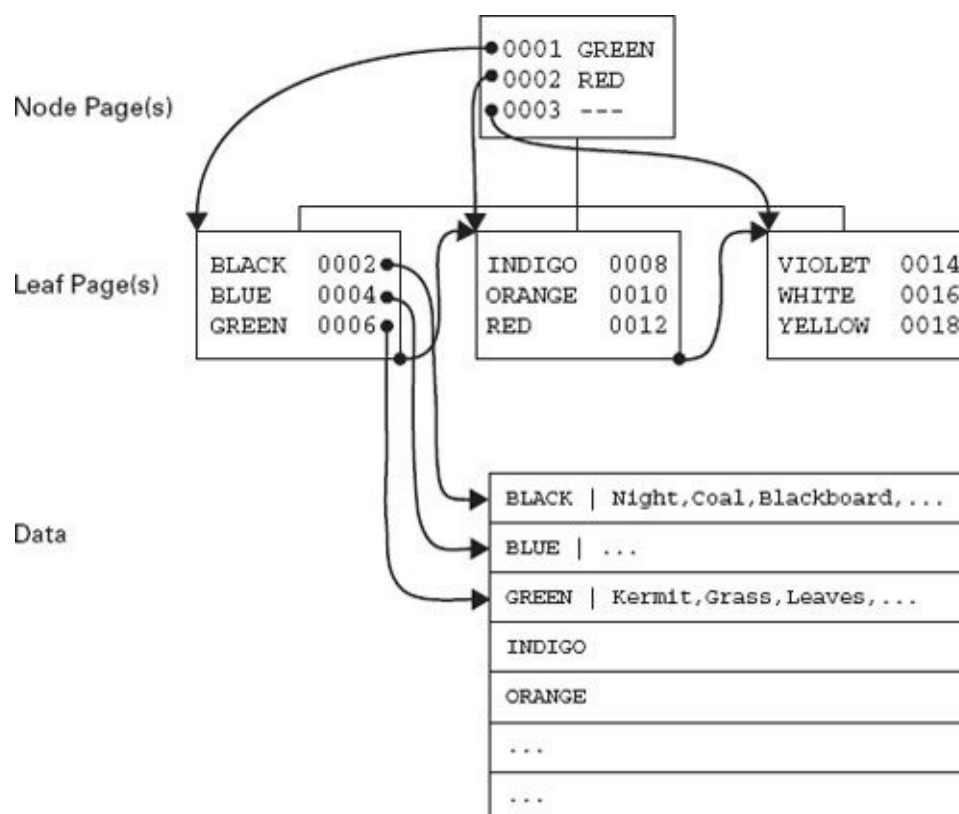 0001 GREEN
0002 RED
0003 ---
Node Page(s)
Leaf Page(s)
BLACK 0002
BLUE 0004
GREEN 0006
INDIGO 0008
ORANGE 0010
RED 0012
VIOLET 0014
WHITE 0016
YELLOW 0018
Data
BLACK | Night,Coal,Blackboard,...
BLUE | ...
GREEN | Kermit,Grass,Leaves,...
INDIGO
ORANGE
...
...